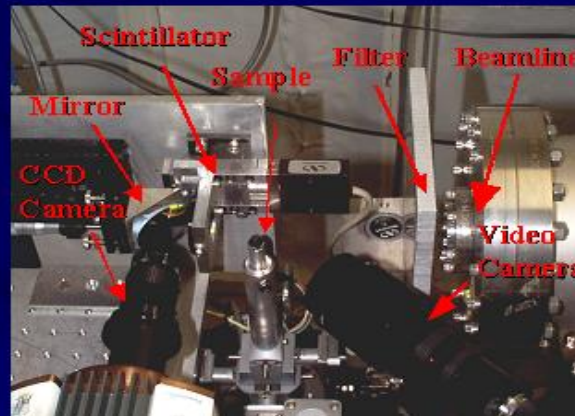 Scintillator
Sample
Filter
Beamline
Mirror
CCD
Camera
Video
Camera